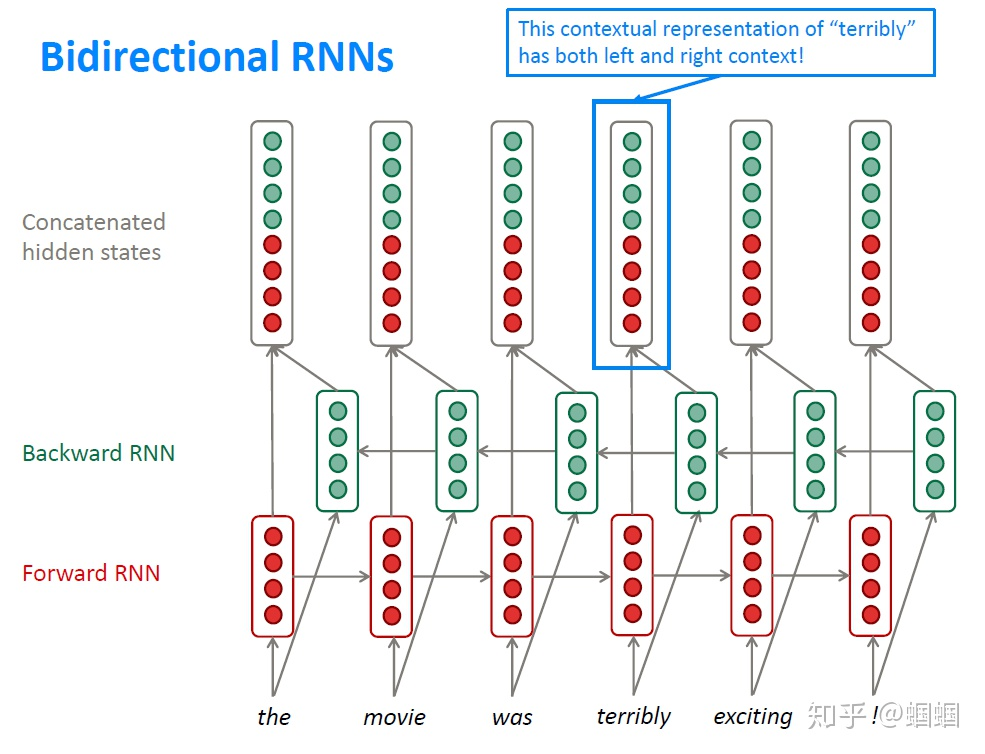 Bidirectional RNNs
This contextual representation of “terribly”
has both left and right context!
Concatenated
hidden states
Backward RNN
Forward RNN
the movie was terribly exciting !
知乎 @蝈蝈